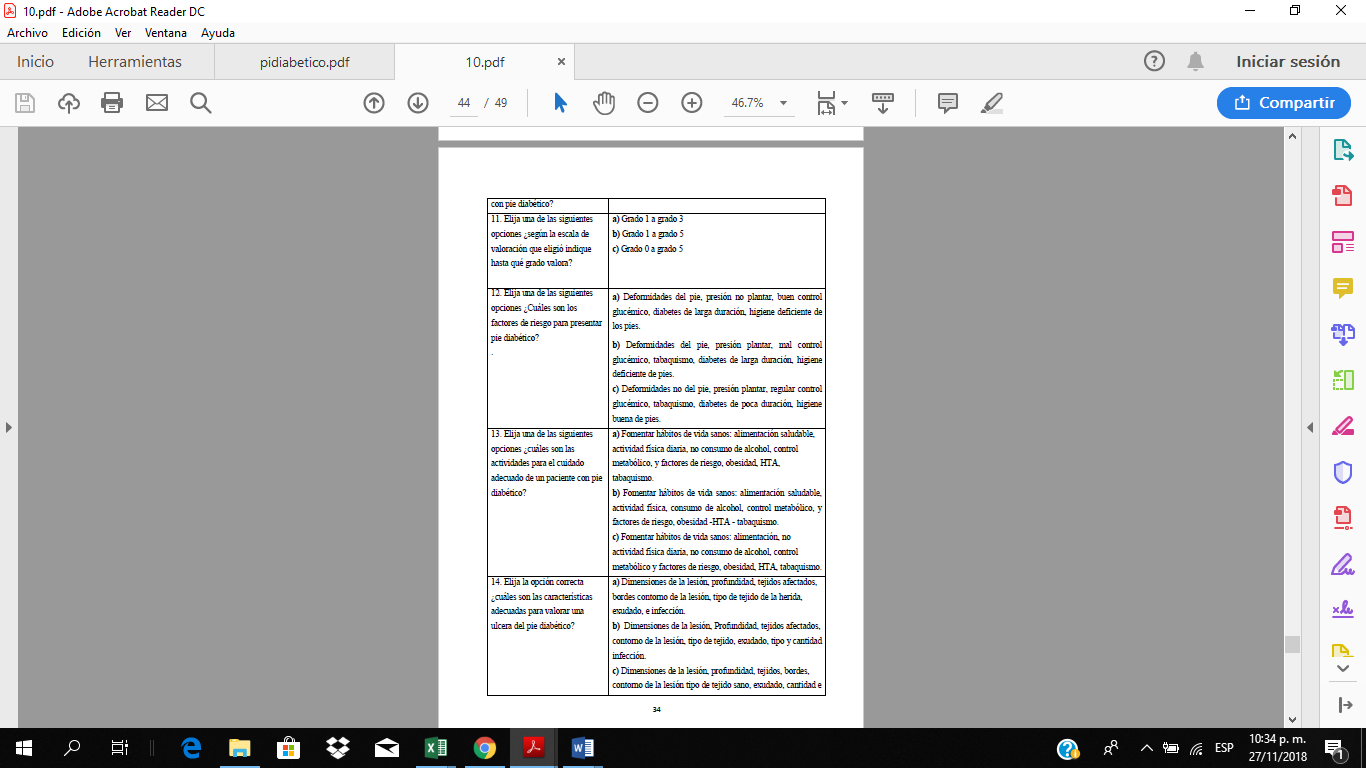 10.pdf - Adobe Acrobat Reader DC
Archivo Edición Ver Ventana Ayuda
Inicio Herramientas pidiabetico.pdf 10.pdf × Iniciar sesión
44 / 49 46.7% Compartir
con pie diabético?
11. Elija una de las siguientes
opciones ¿según la escala de
valoración que eligió indique
hasta qué grado valora?
a) Grado 1 a grado 3
b) Grado 1 a grado 5
c) Grado 0 a grado 5
12. Elija una de las siguientes
opciones ¿Cuáles son los
factores de riesgo para presentar
pie diabético?
.
a) Deformidades del pie, presión no plantar, buen control
glucémico, diabetes de larga duración, higiene deficiente de
los pies.
b) Deformidades del pie, presión plantar, mal control
glucémico, tabaquismo, diabetes de larga duración, higiene
deficiente de pies.
c) Deformidades no del pie, presión plantar, regular control
glucémico, tabaquismo, diabetes de poca duración, higiene
buena de pies.
13. Elija una de las siguientes
opciones ¿cuáles son las
actividades para el cuidado
adecuado de un paciente con pie
diabético?
a) Fomentar hábitos de vida sanos: alimentación saludable,
actividad física diaria, no consumo de alcohol, control
metabólico, y factores de riesgo, obesidad, HTA,
tabaquismo.
b) Fomentar hábitos de vida sanos: alimentación saludable,
actividad física, consumo de alcohol, control metabólico, y
factores de riesgo, obesidad -HTA - tabaquismo.
c) Fomentar hábitos de vida sanos: alimentación, no
actividad física diaria, no consumo de alcohol, control
metabólico y factores de riesgo, obesidad, HTA, tabaquismo.
14. Elija la opción correcta
¿cuáles son las características
adecuadas para valorar una
ulcera del pie diabético?
a) Dimensiones de la lesión, profundidad, tejidos afectados,
bordes contorno de la lesión, tipo de tejido de la herida,
exudado, e infección.
b) Dimensiones de la lesión, Profundidad, tejidos afectados,
contorno de la lesión, tipo de tejido, exudado, tipo y cantidad
infección.
c) Dimensiones de la lesión, profundidad, tejidos, bordes,
contorno de la lesión tipo de tejido sano, exudado, cantidad e
34
ESP
10:34 p. m.
27/11/2018
1